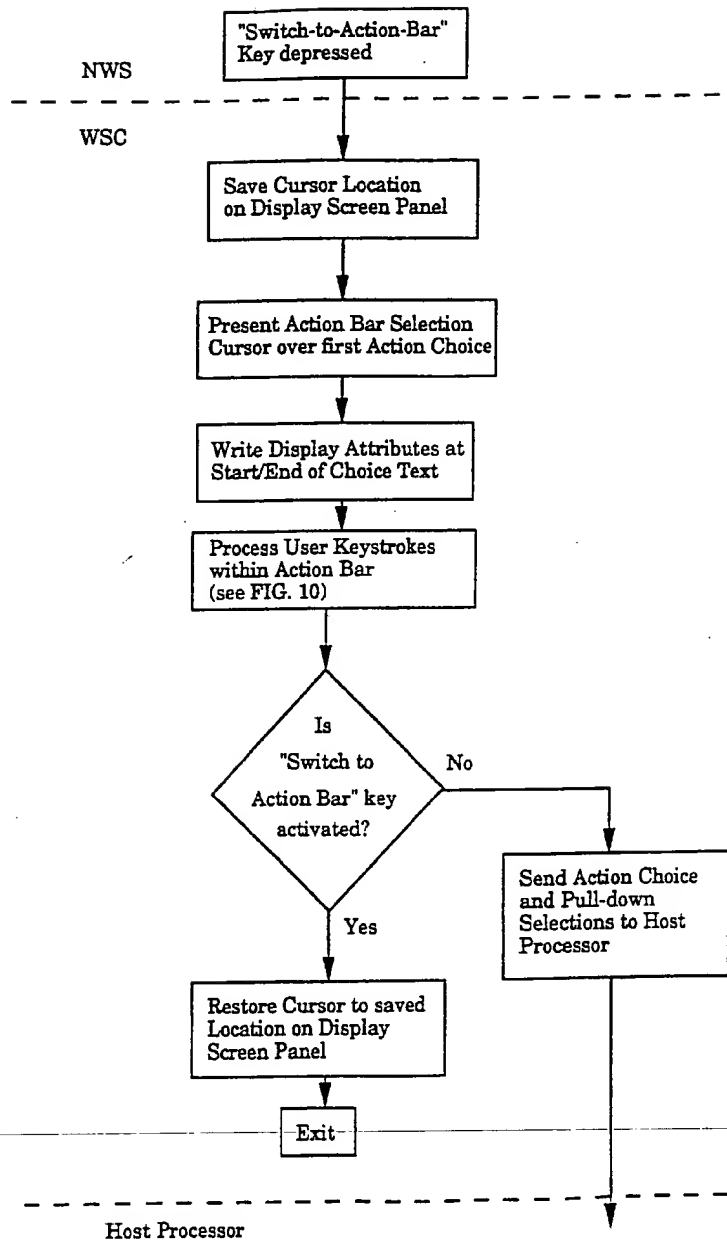 "Switch-to-Action-Bar"
Key depressed
NWS
WSC
Save Cursor Location
on Display Screen Panel
Present Action Bar Selection
Cursor over first Action Choice
Write Display Attributes at
Start/End of Choice Text
Process User Keystrokes
within Action Bar
(see FIG. 10)
Is
"Switch to
Action Bar" key
activated?
No
Yes
Send Action Choice
and Pull-down
Selections to Host
Processor
Restore Cursor to saved
Location on Display
Screen Panel
Exit
Host Processor